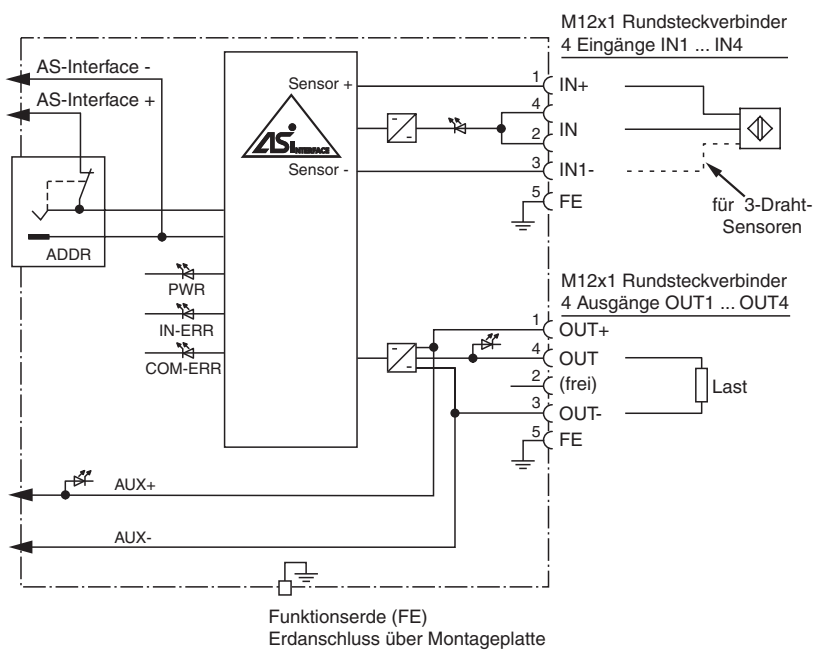 M12x1 Rundsteckverbinder
4 Eingänge IN1 ... IN4
AS-Interface -
AS-Interface +
ADDR
PWR
IN-ERR
COM-ERR
Sensor +
ASi INTERFACE
Sensor -
1 IN+
4
IN
2
3 IN1-
5 FE
für 3-Draht-
Sensoren
M12x1 Rundsteckverbinder
4 Ausgänge OUT1 ... OUT4
1 OUT+
4 OUT
2 (frei)
3 OUT-
5 FE
Last
AUX+
AUX-
Funktionserde (FE)
Erdanschluss über Montageplatte